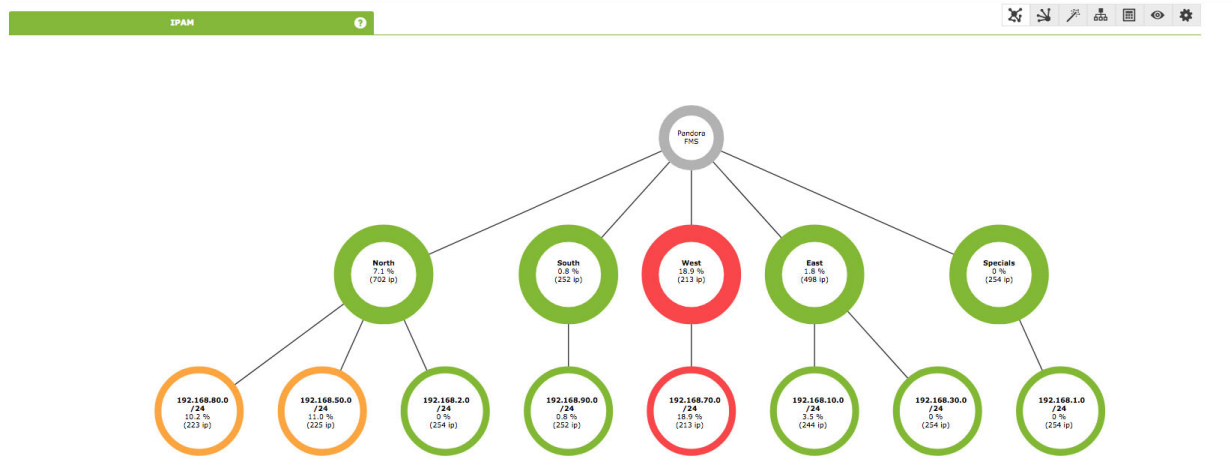 IPAM
?
Pandora
FMS
North
7.1 %
(702 ip)
South
0.8 %
(252 ip)
West
18.9 %
(213 ip)
East
1.8 %
(498 ip)
Specials
0 %
(254 ip)
192.168.80.0
/24
10.2 %
(223 ip)
192.168.50.0
/24
11.0 %
(225 ip)
192.168.2.0
/24
0 %
(254 ip)
192.168.90.0
/24
0.8 %
(252 ip)
192.168.70.0
/24
18.9 %
(213 ip)
192.168.10.0
/24
3.5 %
(244 ip)
192.168.30.0
/24
0 %
(254 ip)
192.168.1.0
/24
0 %
(254 ip)